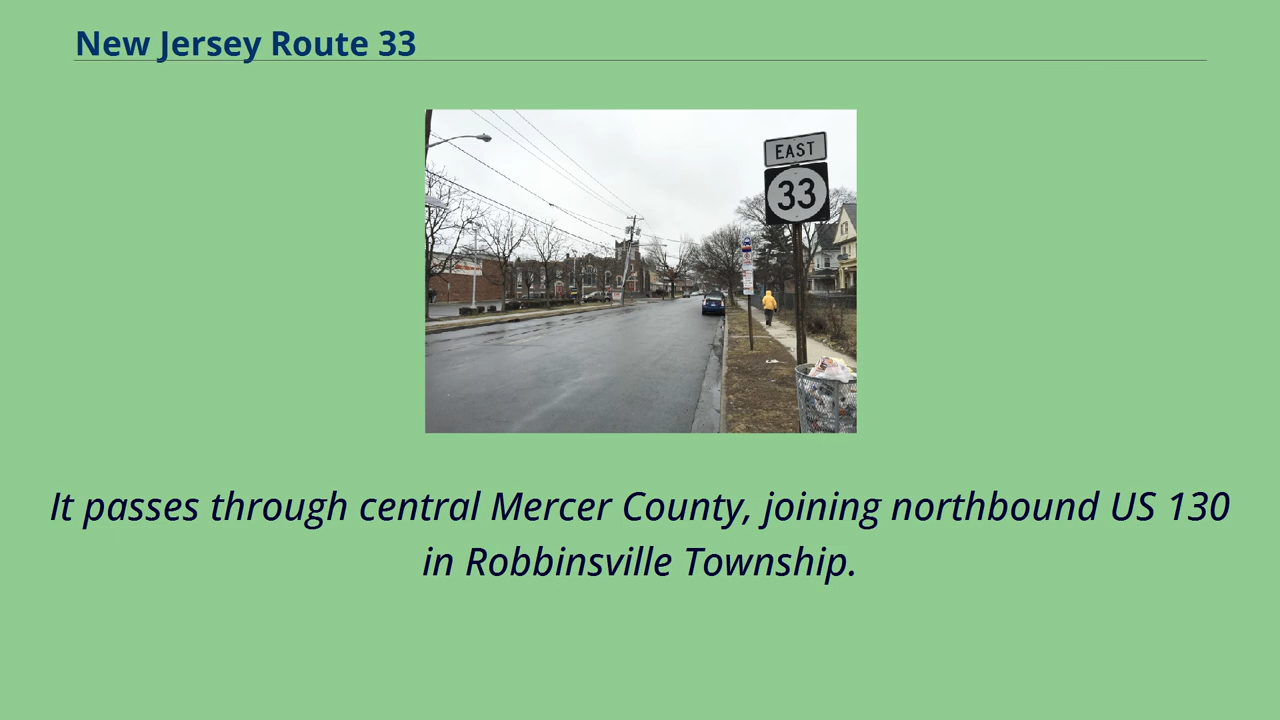 New Jersey Route 33
EAST
33
It passes through central Mercer County, joining northbound US 130
in Robbinsville Township.